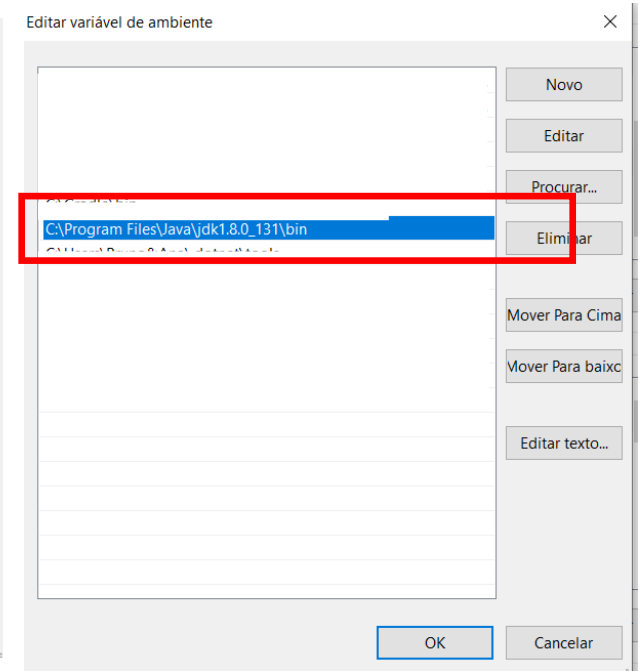 Editar variável de ambiente
Novo
Editar
Procurar...
C:\Program Files\Java\jdk1.8.0_131\bin
Eliminar
Mover Para Cima
Mover Para baixo
Editar texto...
OK
Cancelar